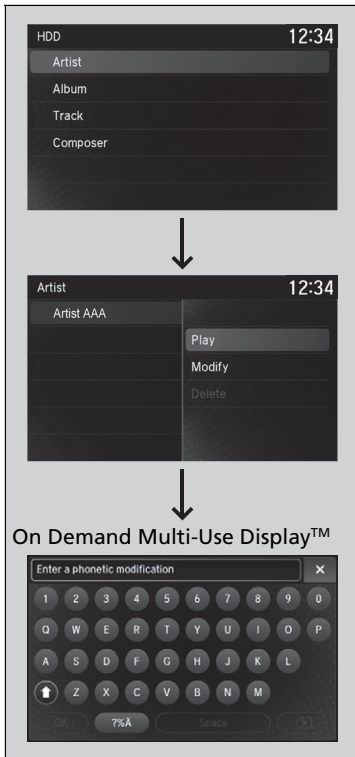 HDD 12:34
Artist
Album
Track
Composer
Artist 12:34
Artist AAA
Play
Modify
Delete
On Demand Multi-Use Display™
Enter a phonetic modification ×
1 2 3 4 5 6 7 8 9 0
Q W E R T Y U I O P
A S D F G H J K L
Z X C V B N M
OK ?%Ä Space